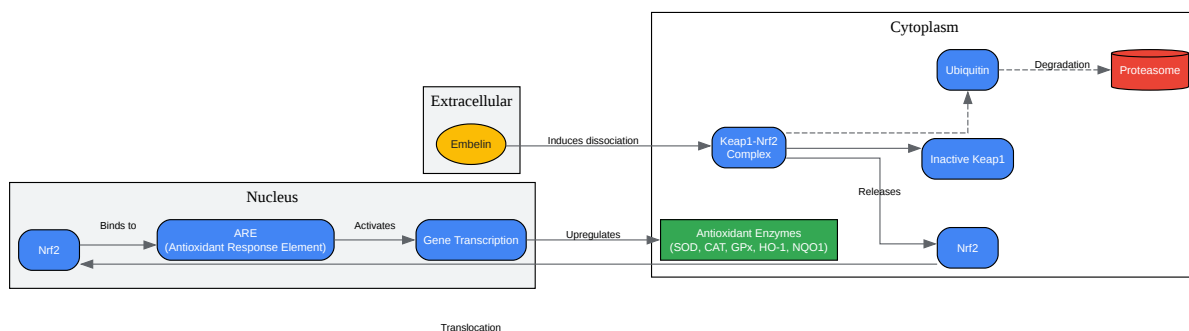 Cytoplasm
Ubiquitin
Degradation
Proteasome
Extracellular
Embelin
Induces dissociation
Keap1-Nrf2
Complex
Inactive Keap1
Releases
Nucleus
Nrf2
Binds to
ARE
(Antioxidant Response Element)
Activates
Gene Transcription
Upregulates
Antioxidant Enzymes
(SOD, CAT, GPx, HO-1, NQO1)
Nrf2
Translocation